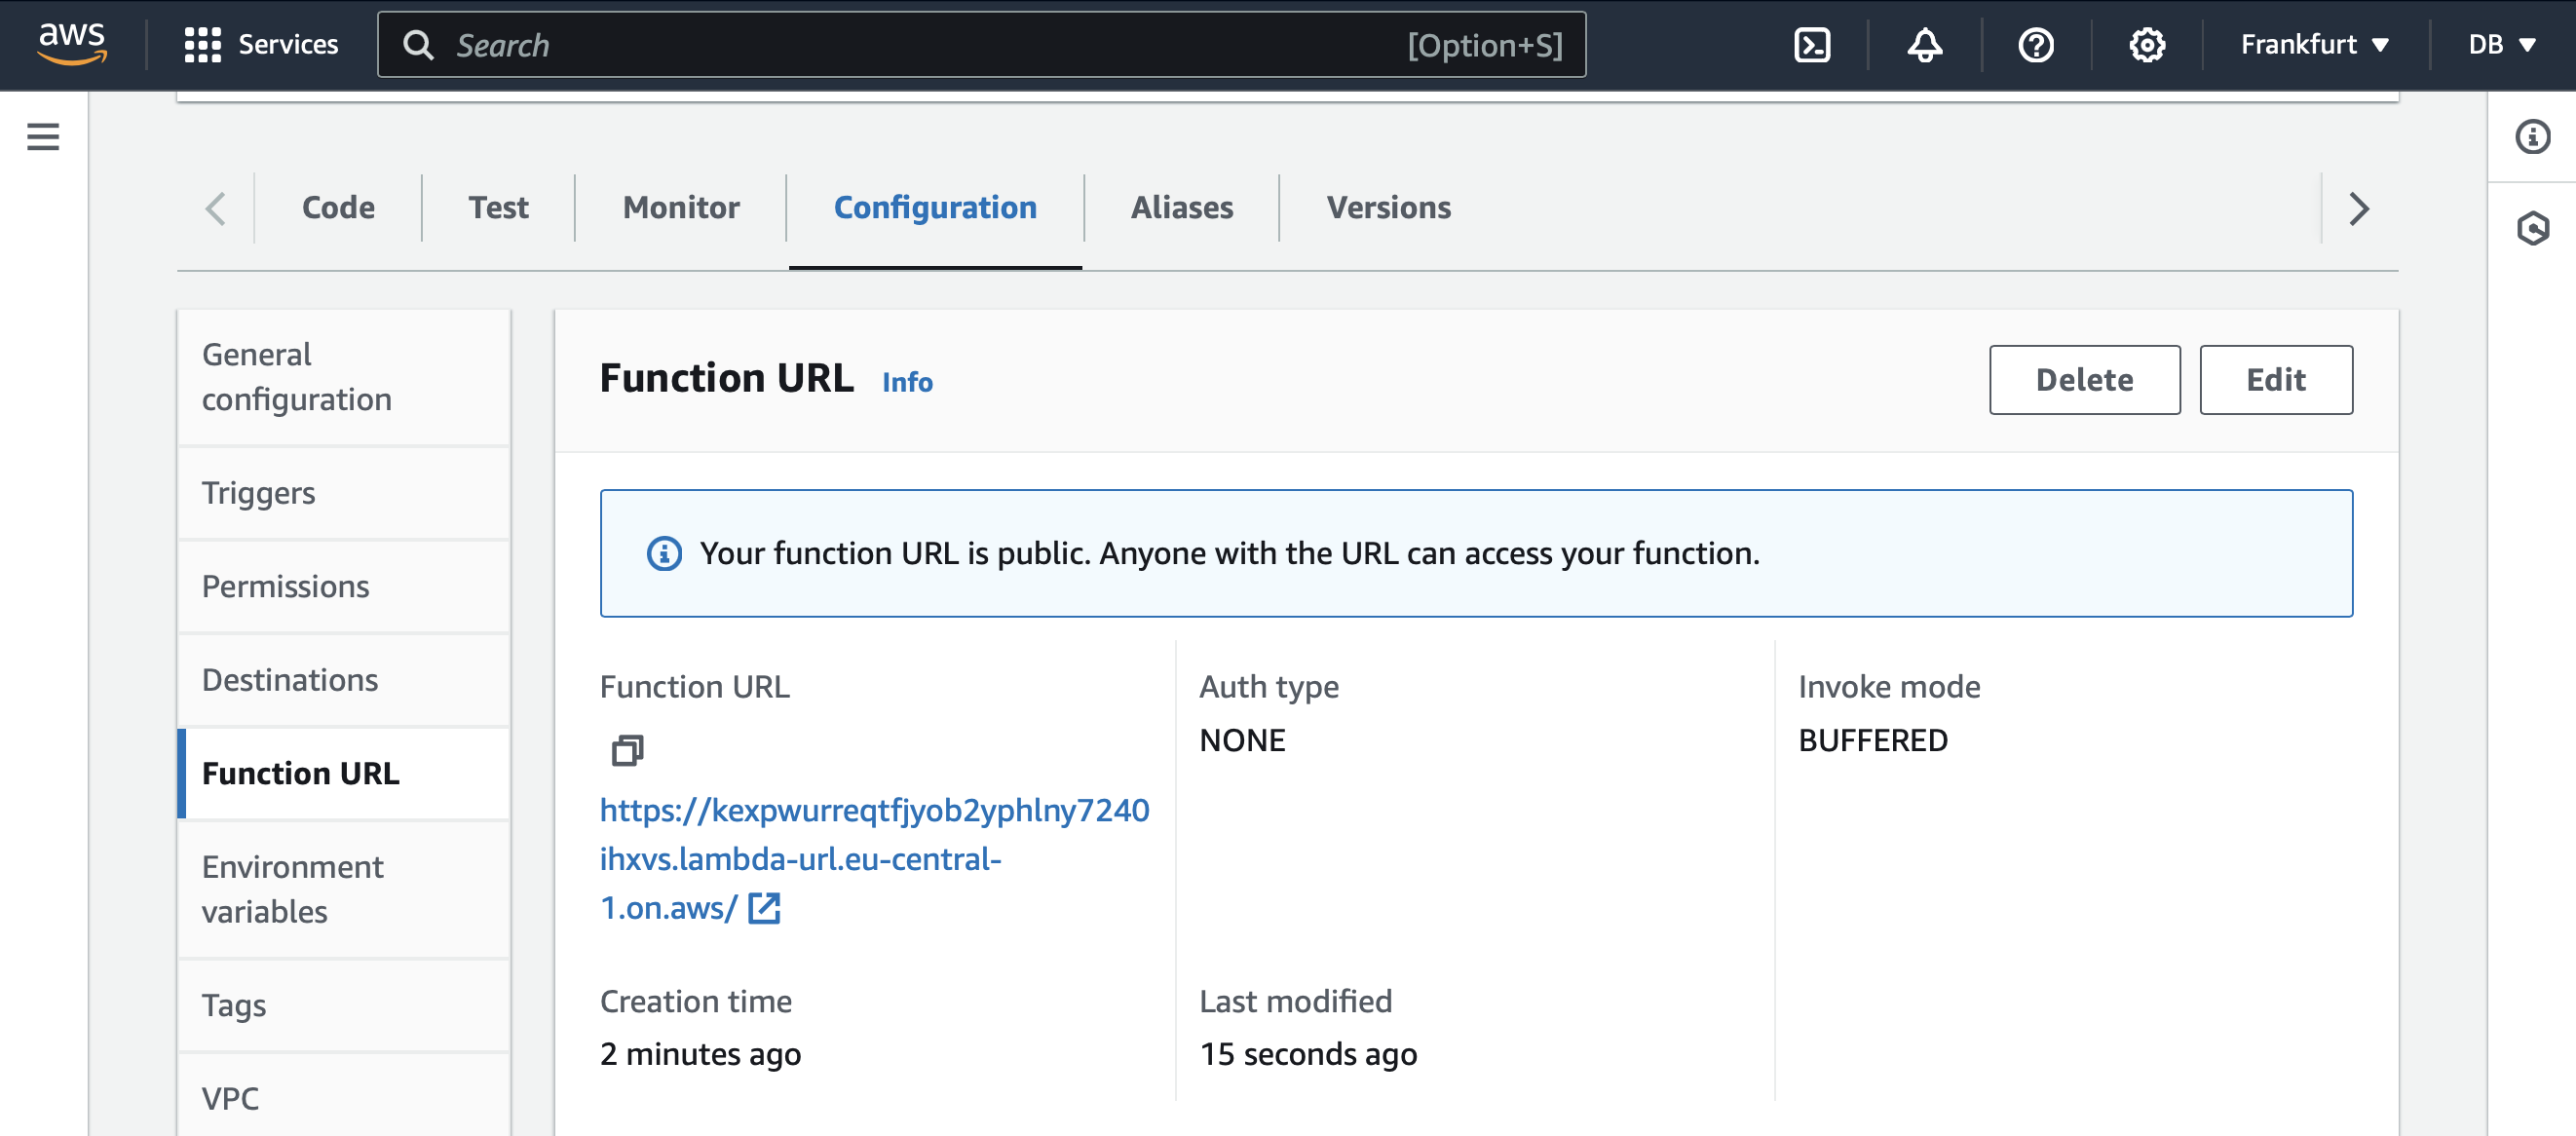 aws
Services
Search
[Option+S]
Frankfurt
DB
Code
Test
Monitor
Configuration
Aliases
Versions
General
configuration
Triggers
Permissions
Destinations
Function URL
Environment
variables
Tags
VPC
Function URL Info
Delete
Edit
Your function URL is public. Anyone with the URL can access your function.
Function URL
https://kexpwurreqtfjyob2yphlny7240
ihxvs.lambda-url.eu-central-
1.on.aws/
Auth type
NONE
Invoke mode
BUFFERED
Creation time
2 minutes ago
Last modified
15 seconds ago